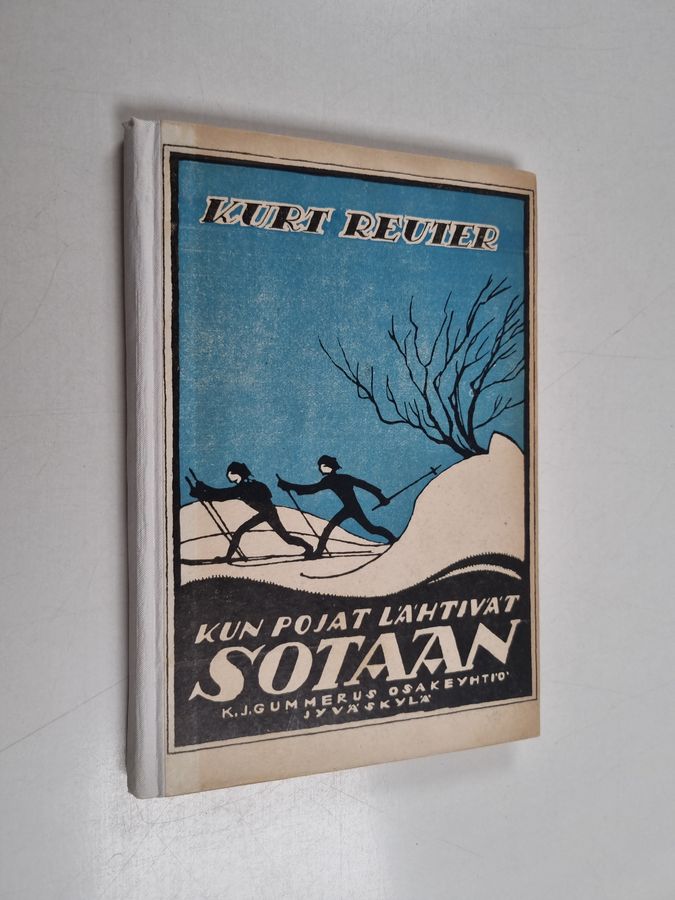 KURT REUTER
KUN POJAT LÄHTIVÄT
SOTAAN
K.J. GUMMERUS OSAKEYHTIÖ
JYVÄSKYLÄ